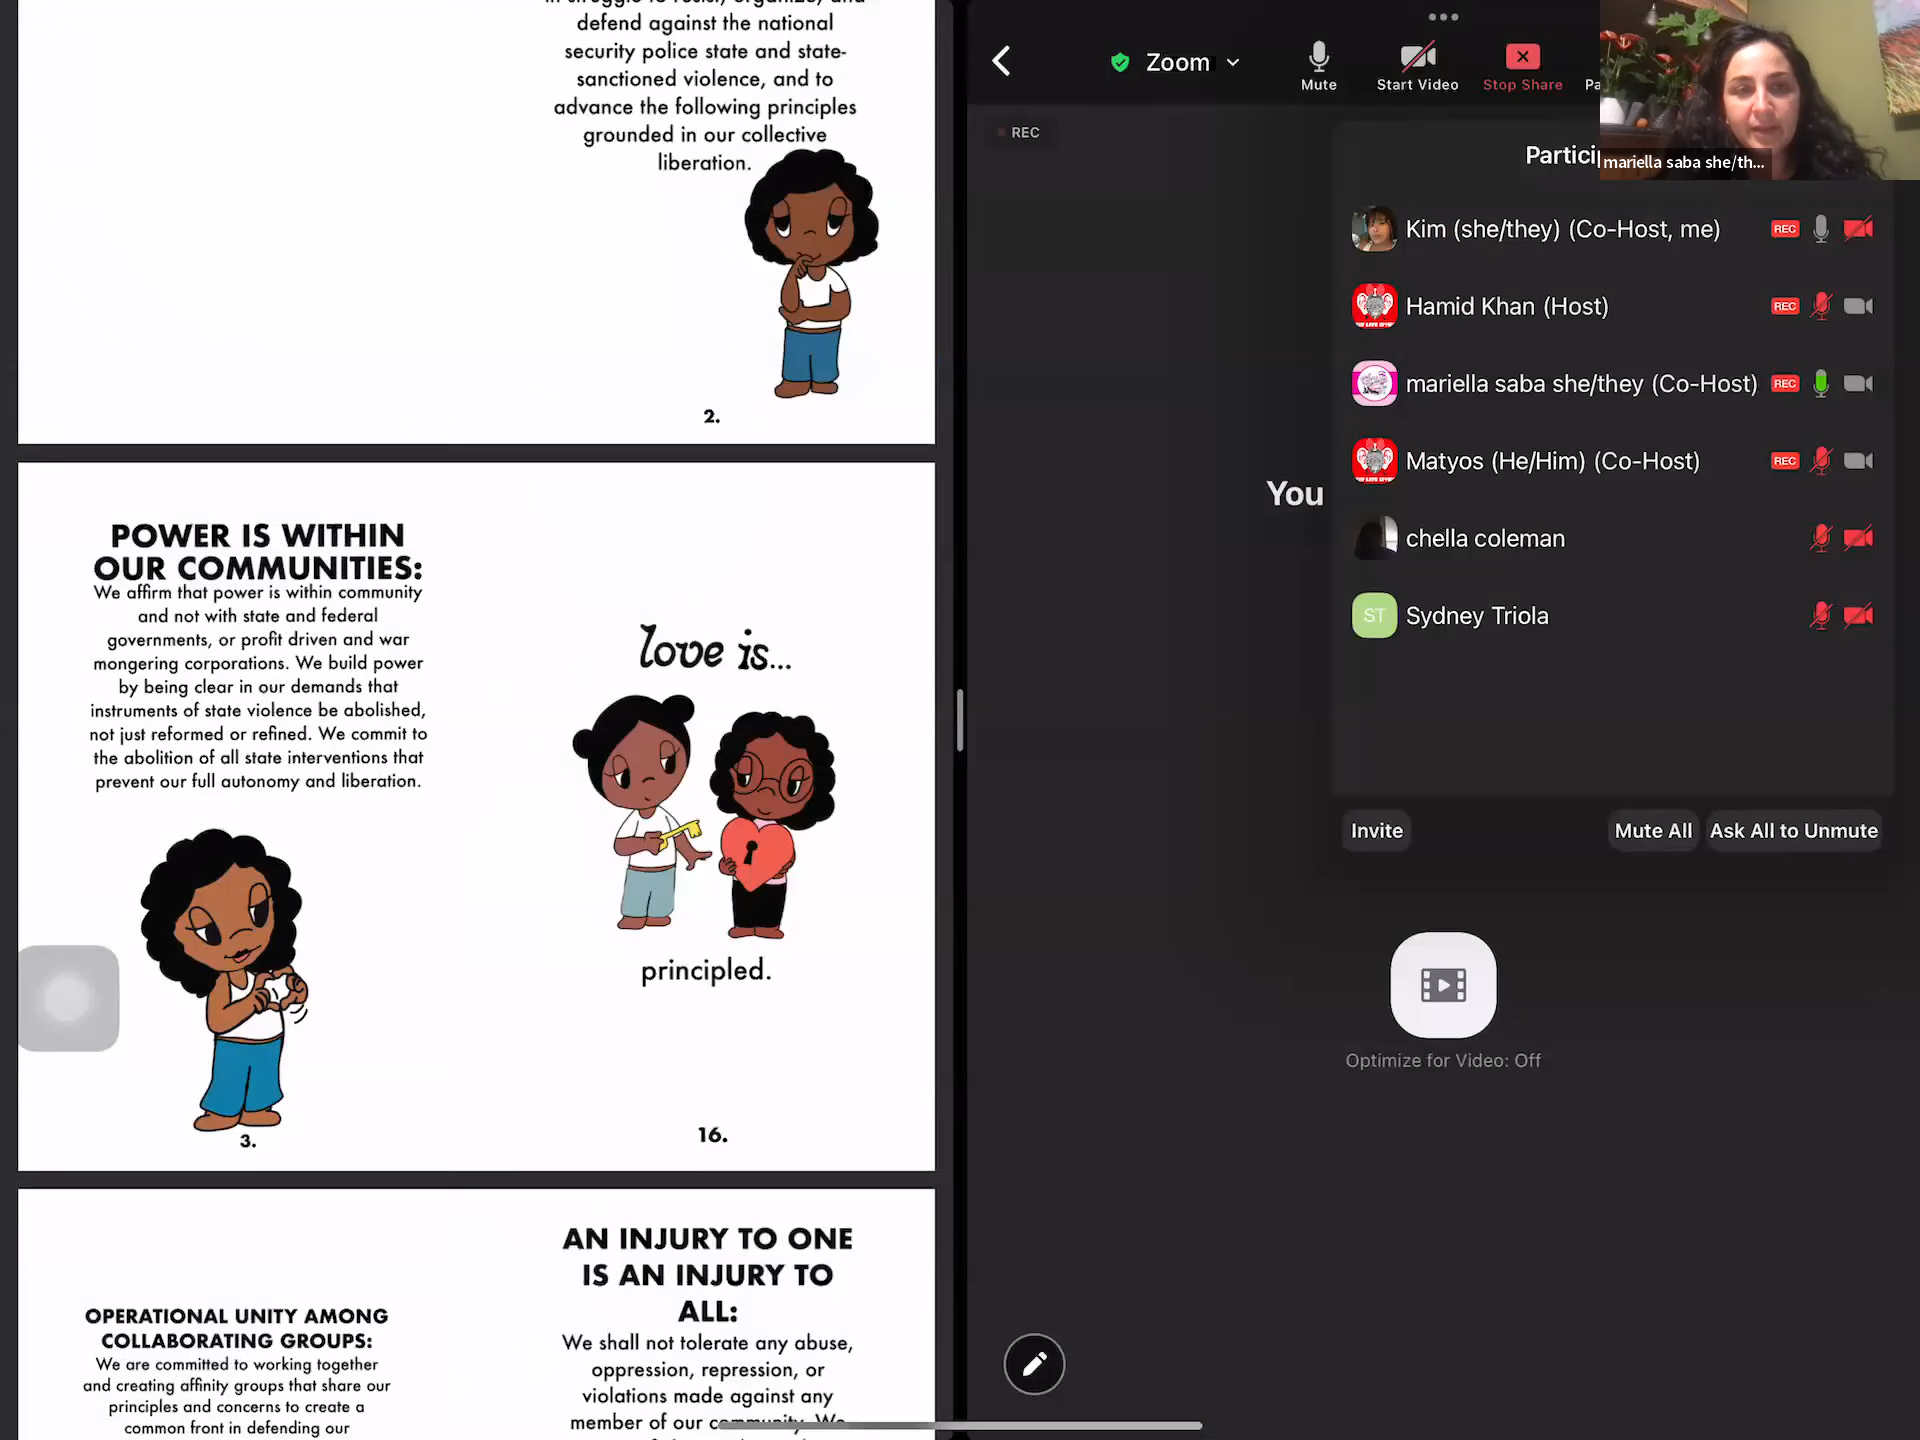 defend against the national
security police state and state-
sanctioned violence, and to
advance the following principles
grounded in our collective
liberation.
2.
POWER IS WITHIN
OUR COMMUNITIES:
We affirm that power is within community
and not with state and federal
governments, or profit driven and war
mongering corporations. We build power
by being clear in our demands that
instruments of state violence be abolished,
not just reformed or refined. We commit to
the abolition of all state interventions that
prevent our full autonomy and liberation.
3.
love is...
principled.
16.
OPERATIONAL UNITY AMONG
COLLABORATING GROUPS:
We are committed to working together
and creating affinity groups that share our
principles and concerns to create a
common front in defending our
AN INJURY TO ONE
IS AN INJURY TO
ALL:
We shall not tolerate any abuse,
oppression, repression, or
violations made against any
member of our community. We
Zoom
Mute
Start Video
Stop Share
Pa
REC
Partici
mariella saba she/th...
You
Kim (she/they) (Co-Host, me) REC
Hamid Khan (Host) REC
mariella saba she/they (Co-Host) REC
Matyos (He/Him) (Co-Host) REC
chella coleman
ST Sydney Triola
Invite
Mute All
Ask All to Unmute
Optimize for Video: Off